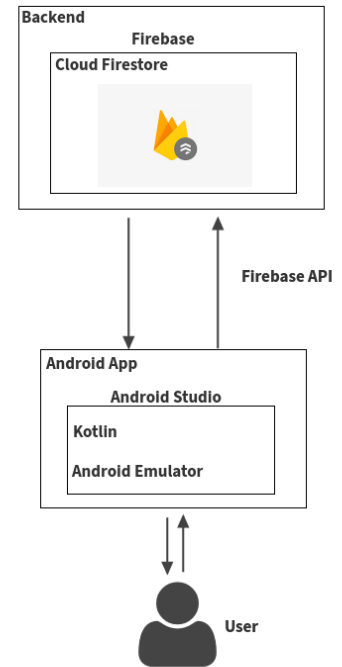 Backend
Firebase
Cloud Firestore
Firebase API
Android App
Android Studio
Kotlin
Android Emulator
User